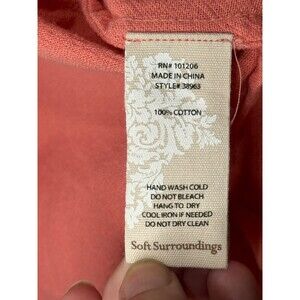 RN# 101206
MADE IN CHINA
STYLE# 38963
100% COTTON
HAND WASH COLD
DO NOT BLEACH
HANG TO DRY
COOL IRON IF NEEDED
DO NOT DRY CLEAN
Soft Surroundings